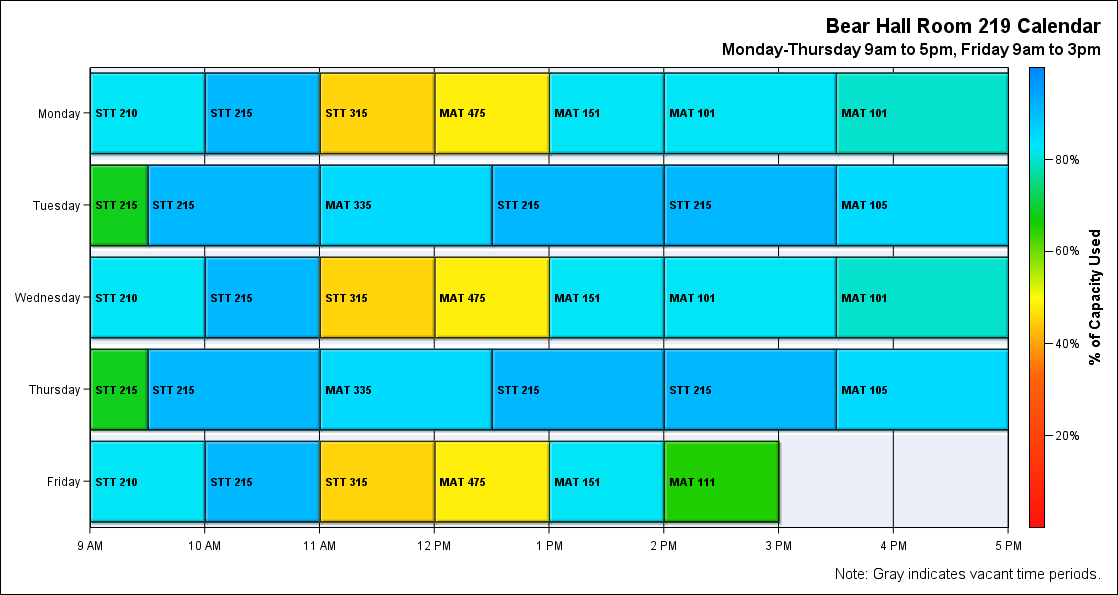 Bear Hall Room 219 Calendar
Monday-Thursday 9am to 5pm, Friday 9am to 3pm
Monday STT 210 STT 215 STT 315 MAT 475 MAT 151 MAT 101 MAT 101
80%
Tuesday STT 215 STT 215 MAT 335 STT 215 STT 215 MAT 105
60%
Wednesday STT 210 STT 215 STT 315 MAT 475 MAT 151 MAT 101 MAT 101
% of Capacity Used
40%
Thursday STT 215 STT 215 MAT 335 STT 215 STT 215 MAT 105
20%
Friday STT 210 STT 215 STT 315 MAT 475 MAT 151 MAT 111
9 AM 10 AM 11 AM 12 PM 1 PM 2 PM 3 PM 4 PM 5 PM
Note: Gray indicates vacant time periods.